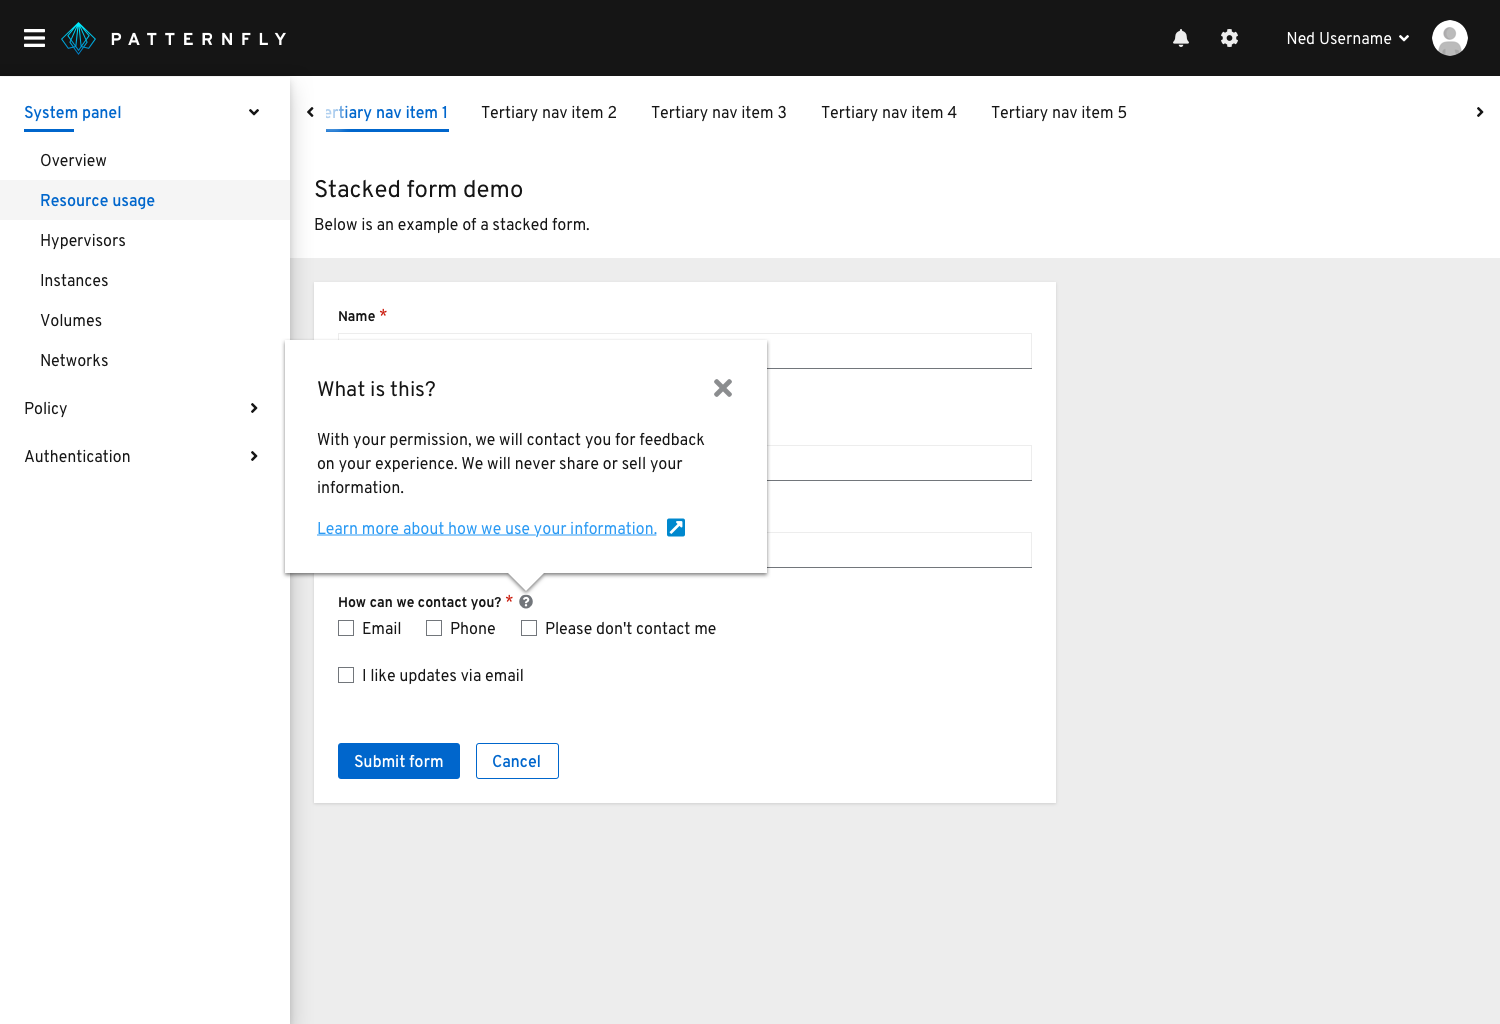 PATTERNFLY
Ned Username
System panel
Overview
Resource usage
Hypervisors
Instances
Volumes
Networks
Policy
Authentication
ertiary nav item 1 Tertiary nav item 2 Tertiary nav item 3 Tertiary nav item 4 Tertiary nav item 5
Stacked form demo
Below is an example of a stacked form.
Name *
What is this?
With your permission, we will contact you for feedback
on your experience. We will never share or sell your
information.
Learn more about how we use your information.
How can we contact you? *
Email Phone Please don't contact me
I like updates via email
Submit form Cancel